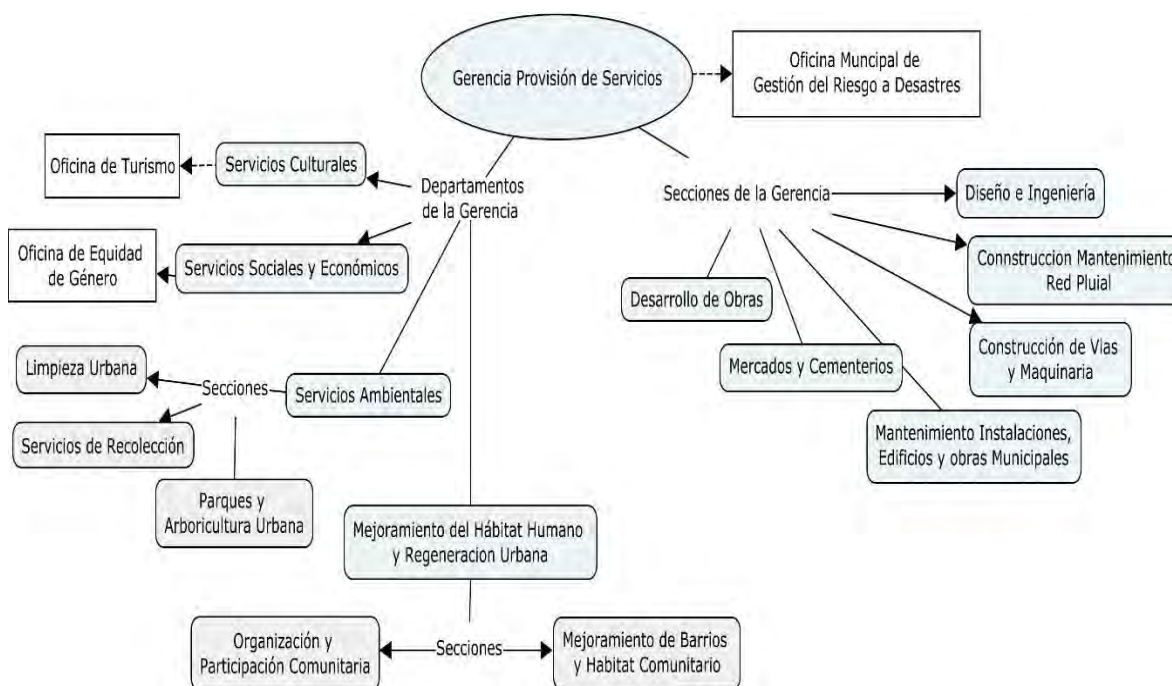 Gerencia Provisión de Servicios
Oficina Muncipal de
Gestión del Riesgo a Desastres
Oficina de Turismo
Servicios Culturales
Departamentos
de la Gerencia
Secciones de la Gerencia
Diseño e Ingeniería
Oficina de Equidad
de Género
Servicios Sociales y Económicos
Connstruccion Mantenimiento
Red Pluial
Desarrollo de Obras
Construcción de Vías
y Maquinaria
Mercados y Cementerios
Limpieza Urbana
Secciones
Servicios Ambientales
Servicios de Recolección
Mantenimiento Instalaciones,
Edificios y obras Municipales
Parques y
Arboricultura Urbana
Mejoramiento del Hábitat Humano
y Regeneracion Urbana
Organización y
Participación Comunitaria
Secciones
Mejoramiento de Barrios
y Habitat Comunitario